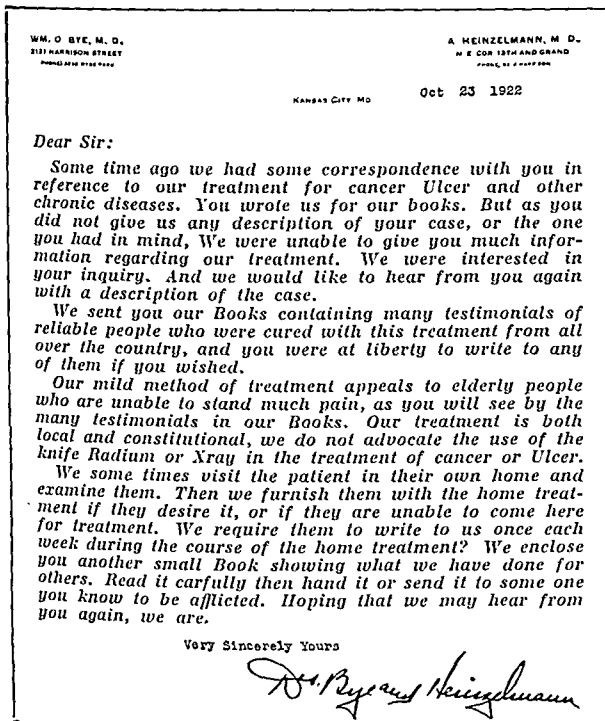 WM. O BYE, M. D.
2131 HARRISON STREET
A HEINZELMANN, M D.
N E COR 13TH AND GRAND
KANSAS CITY MO
Oct 23 1922
Dear Sir:
Some time ago we had some correspondence with you in
reference to our treatment for cancer Ulcer and other
chronic diseases. You wrote us for our books. But as you
did not give us any description of your case, or the one
you had in mind, We were unable to give you much infor-
mation regarding our treatment. We were interested in
your inquiry. And we would like to hear from you again
with a description of the case.
We sent you our Books containing many testimonials of
reliable people who were cured with this treatment from all
over the country, and you were at liberty to write to any
of them if you wished.
Our mild method of treatment appeals to elderly people
who are unable to stand much pain, as you will see by the
many testimonials in our Books. Our treatment is both
local and constitutional, we do not advocate the use of the
knife Radium or Xray in the treatment of cancer or Ulcer.
We some times visit the patient in their own home and
examine them. Then we furnish them with the home treat-
ment if they desire it, or if they are unable to come here
for treatment. We require them to write to us once each
week during the course of the home treatment? We enclose
you another small Book showing what we have done for
others. Read it carfully then hand it or send it to some one
you know to be afflicted. Hoping that we may hear from
you again, we are.
Very Sincerely Yours
Drs. Bye and Heinzelmann